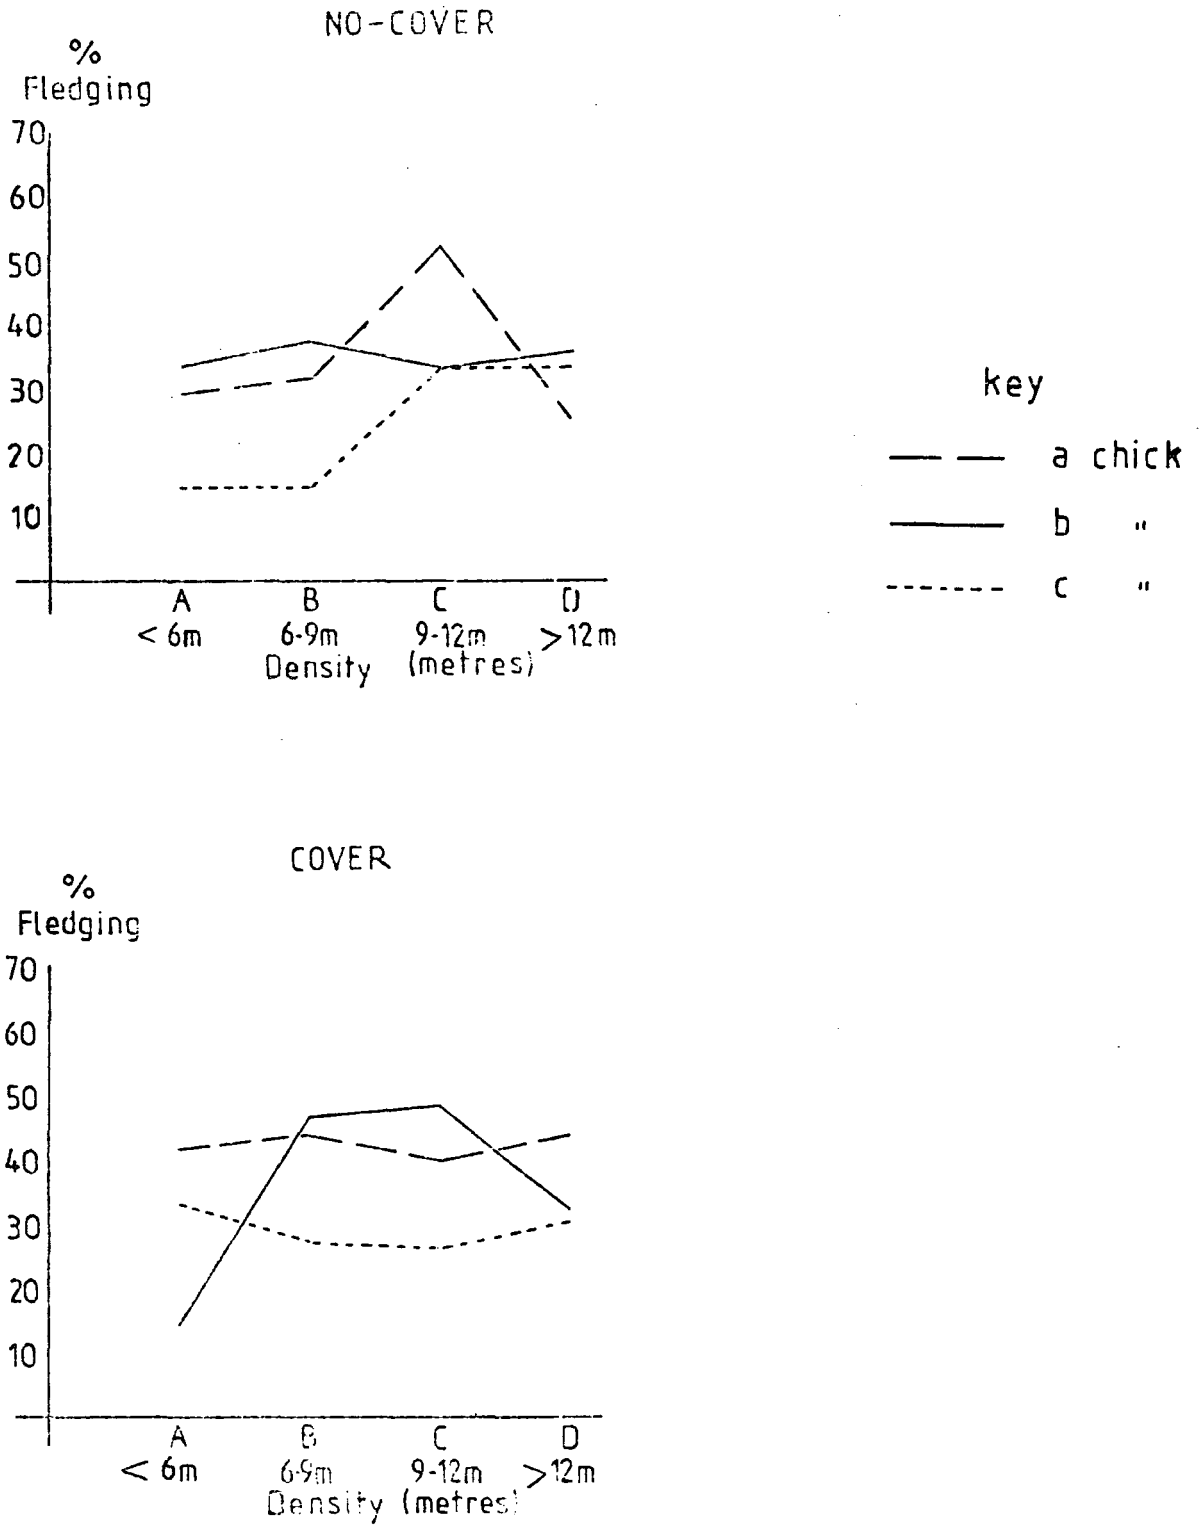 NO-COVER
%
Fledging
70
60
50
40
30
20
10
A B C D
< 6m 6-9m 9-12m >12m
Density (metres)
key
a chick
b "
c "
COVER
%
Fledging
70
60
50
40
30
20
10
A B C D
< 6m 6-9m 9-12m >12m
Density (metres)